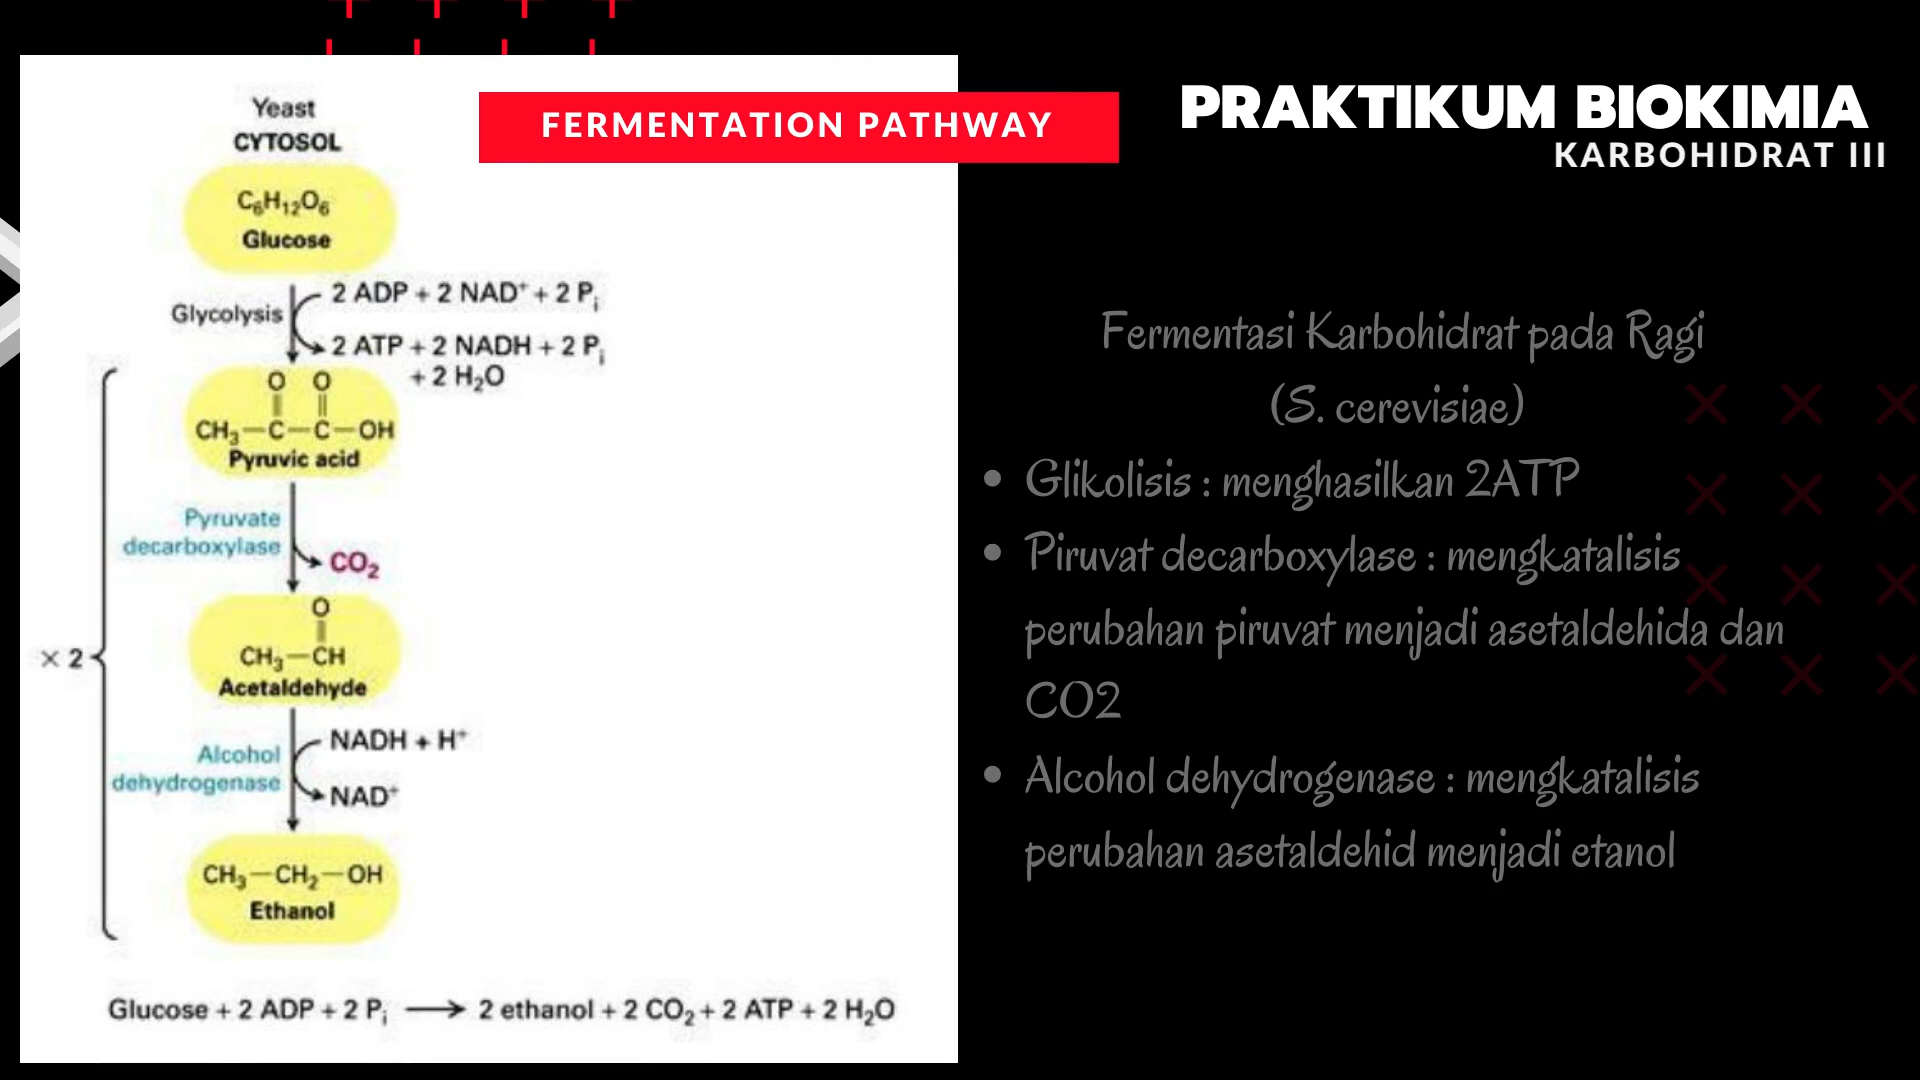 FERMENTATION PATHWAY
PRAKTIKUM BIOKIMIA
KARBOHIDRAT III
Yeast
CYTOSOL
C₆H₁₂O₆
Glucose
Glycolysis
2 ADP + 2 NAD⁺ + 2 Pᵢ
2 ATP + 2 NADH + 2 Pᵢ
+ 2 H₂O
O O
CH₃—C—C—OH
Pyruvic acid
Pyruvate
decarboxylase
CO₂
O
CH₃—CH
Acetaldehyde
× 2
Alcohol
dehydrogenase
NADH + H⁺
NAD⁺
CH₃—CH₂—OH
Ethanol
Glucose + 2 ADP + 2 Pᵢ ⟶ 2 ethanol + 2 CO₂ + 2 ATP + 2 H₂O
Fermentasi Karbohidrat pada Ragi
(S. cerevisiae)
• Glikolisis : menghasilkan 2ATP
• Piruvat decarboxylase : mengkatalisis
perubahan piruvat menjadi asetaldehida dan
CO2
• Alcohol dehydrogenase : mengkatalisis
perubahan asetaldehid menjadi etanol